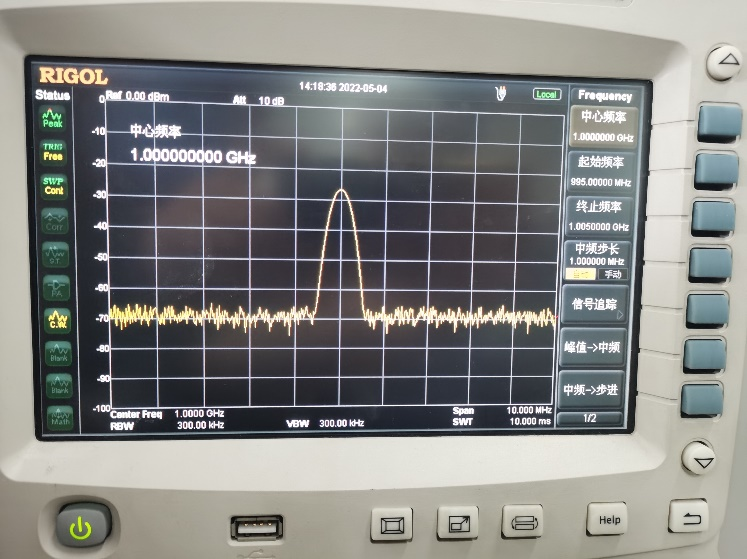 RIGOL
14:18:36 2022-05-04
Local
Status
Ref 0.00 dBm
Att 10 dB
Frequency
Peak
TRIG
Free
SWP
Cont
Corr
S.T.
PA
C.W.
Blank
Blank
Math
0
-10
-20
-30
-40
-50
-60
-70
-80
-90
-100
中心频率
1.000000000 GHz
中心频率
1.0000000 GHz
起始频率
995.00000 MHz
终止频率
1.0050000 GHz
中频步长
1.000000 MHz
自动 手动
信号追踪
峰值->中频
中频->步进
1/2
Center Freq 1.0000 GHz
Span 10.000 MHz
RBW 300.00 kHz
VBW 300.00 kHz
SWT 10.000 ms
Help